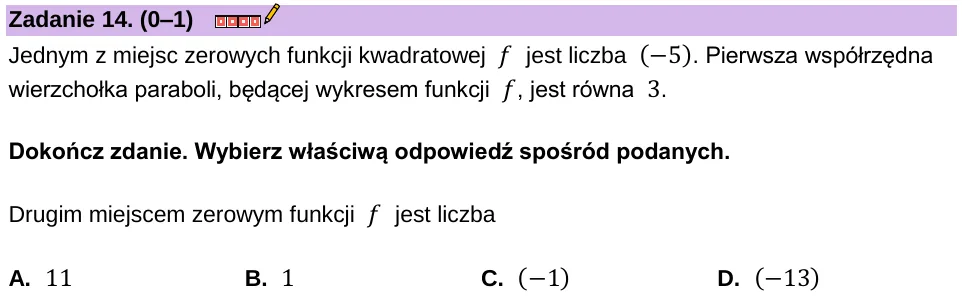 Zadanie 14. (0–1)
Jednym z miejsc zerowych funkcji kwadratowej f jest liczba (−5). Pierwsza współrzędna
wierzchołka paraboli, będącej wykresem funkcji f, jest równa 3.
Dokończ zdanie. Wybierz właściwą odpowiedź spośród podanych.
Drugim miejscem zerowym funkcji f jest liczba
A. 11 B. 1 C. (−1) D. (−13)